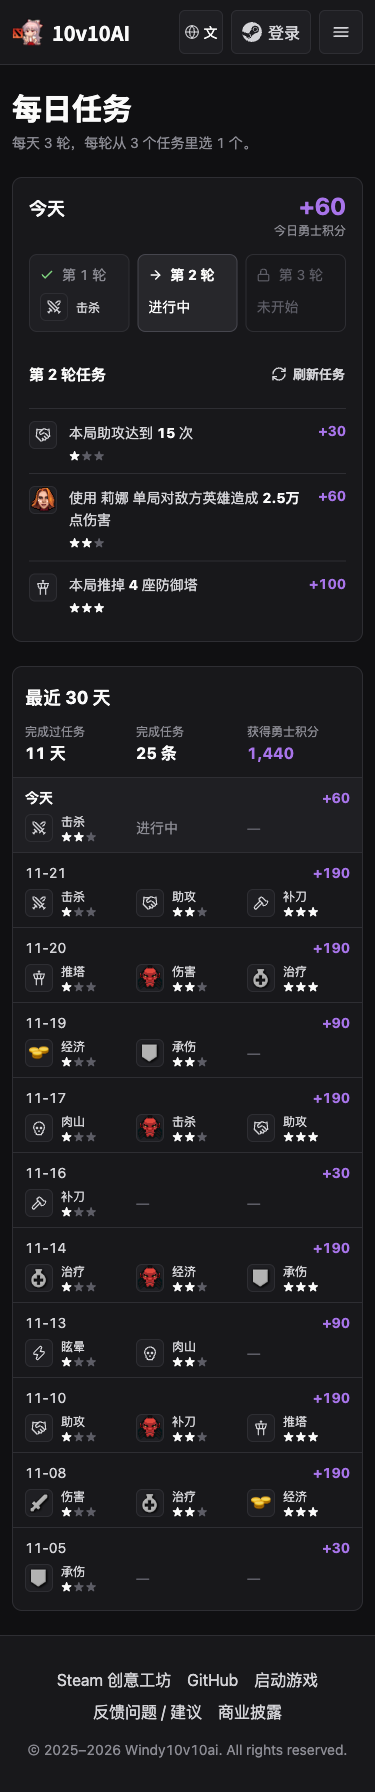 10v10AI
文
登录
每日任务
每天 3 轮，每轮从 3 个任务里选 1 个。
今天
+60
今日勇士积分
第 1 轮
击杀
第 2 轮
进行中
第 3 轮
未开始
第 2 轮任务
刷新任务
本局助攻达到 15 次
+30
使用 莉娜 单局对敌方英雄造成 2.5万
点伤害
+60
本局推掉 4 座防御塔
+100
最近 30 天
完成过任务
完成任务
获得勇士积分
11 天
25 条
1,440
今天
+60
击杀
进行中
—
11-21
+190
击杀
助攻
补刀
11-20
+190
推塔
伤害
治疗
11-19
+90
经济
承伤
—
11-17
+190
肉山
击杀
助攻
11-16
+30
补刀
—
—
11-14
+190
治疗
经济
承伤
11-13
+90
眩晕
肉山
—
11-10
+190
助攻
补刀
推塔
11-08
+190
伤害
治疗
经济
11-05
+30
承伤
—
—
Steam 创意工坊
GitHub
启动游戏
反馈问题 / 建议
商业披露
© 2025–2026 Windy10v10ai. All rights reserved.